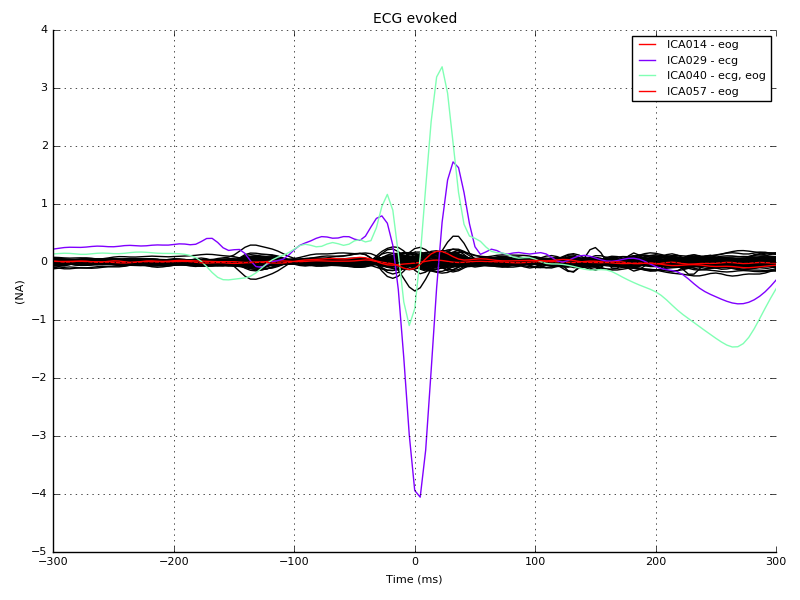 ECG evoked
ICA014 - eog
ICA029 - ecg
ICA040 - ecg, eog
ICA057 - eog
4
3
2
1
0
−1
−2
−3
−4
−5
(NA)
−300 −200 −100 0 100 200 300
Time (ms)